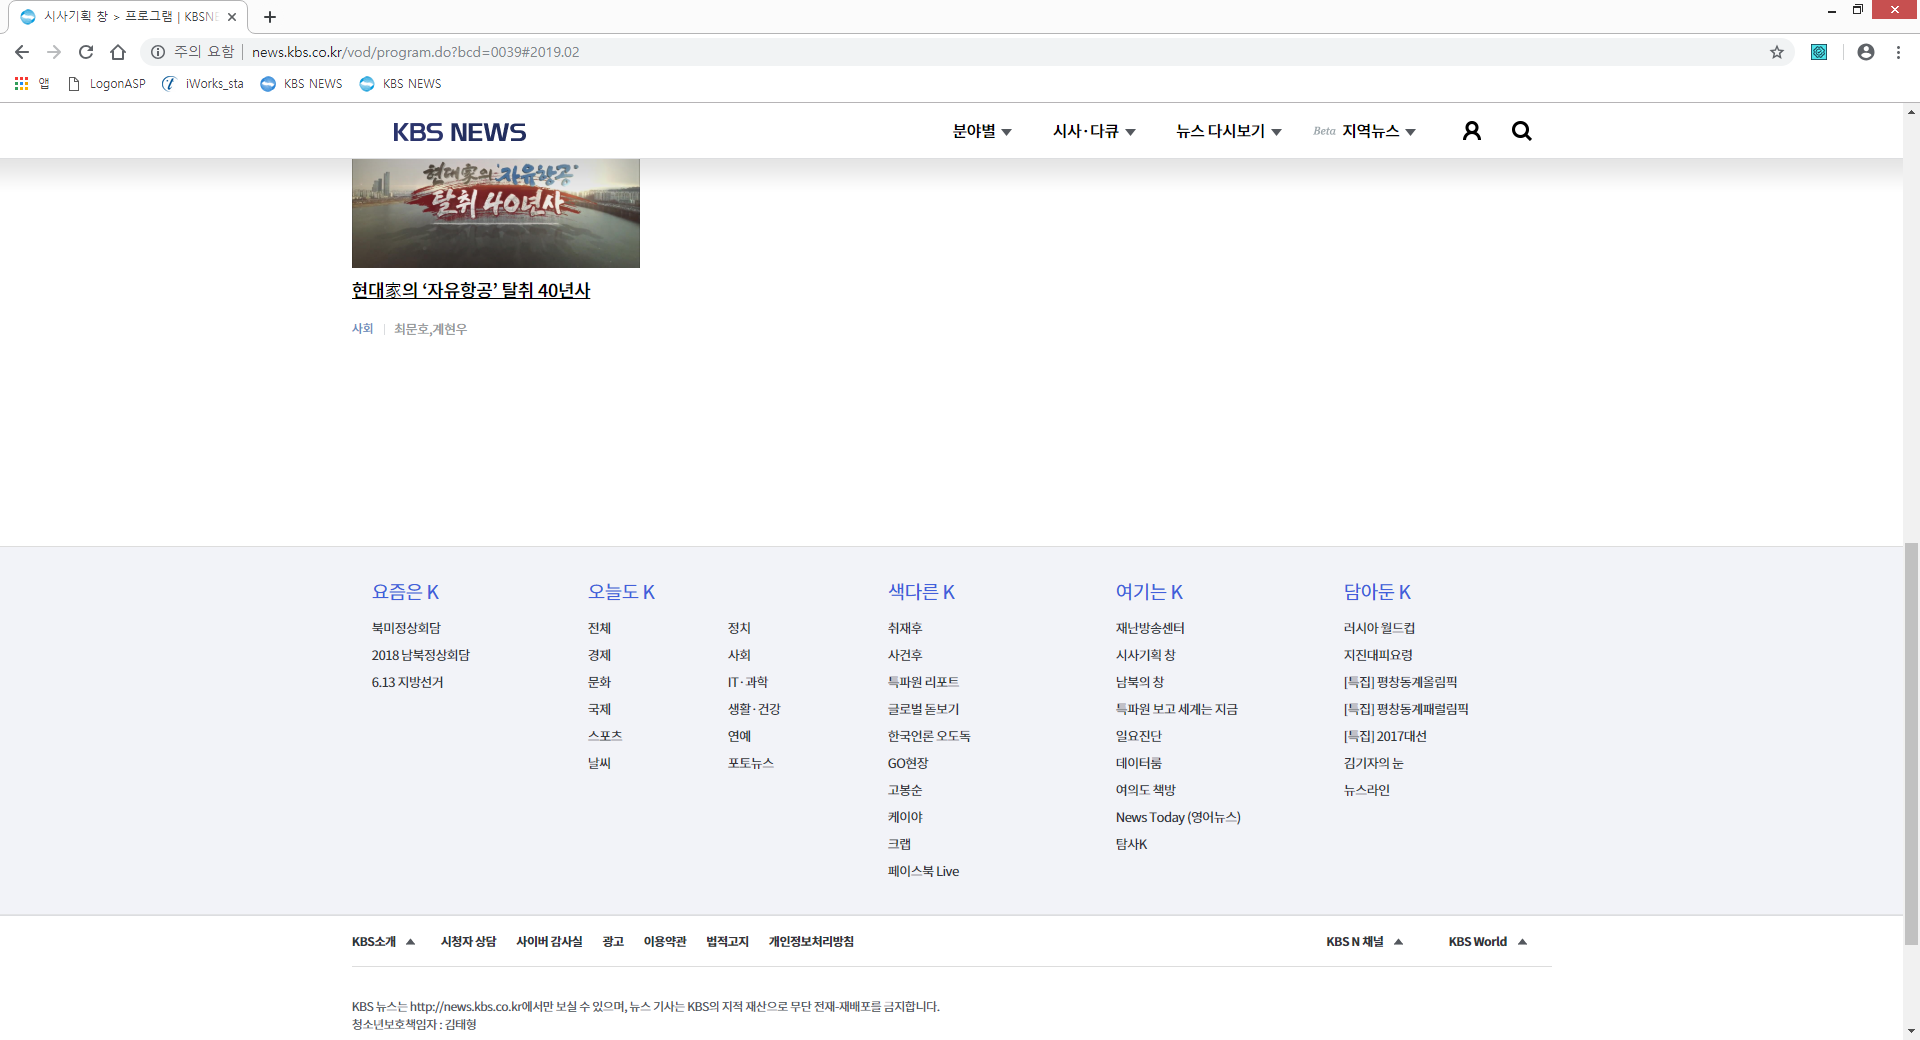 시사기획 창 > 프로그램 | KBSNE
주의 요함 | news.kbs.co.kr/vod/program.do?bcd=0039#2019.02
앱 LogonASP iWorks_sta KBS NEWS KBS NEWS
KBS NEWS 분야별 시사·다큐 뉴스 다시보기 Beta 지역뉴스
현대家의 '자유항공'
탈취 40년사
현대家의 ‘자유항공’ 탈취 40년사
사회 | 최문호,계현우
요즘은 K
북미정상회담
2018 남북정상회담
6.13 지방선거
오늘도 K
전체 정치
경제 사회
문화 IT·과학
국제 생활·건강
스포츠 연예
날씨 포토뉴스
색다른 K
취재후
사건후
특파원 리포트
글로벌 돋보기
한국언론 오도독
GO현장
고봉순
케이야
크랩
페이스북 Live
여기는 K
재난방송센터
시사기획 창
남북의 창
특파원 보고 세계는 지금
일요진단
데이터룸
여의도 책방
News Today (영어뉴스)
탐사K
담아둔 K
러시아 월드컵
지진대피요령
[특집] 평창동계올림픽
[특집] 평창동계패럴림픽
[특집] 2017대선
김기자의 눈
뉴스라인
KBS소개 시청자 상담 사이버 감사실 광고 이용약관 법적고지 개인정보처리방침 KBS N 채널 KBS World
KBS 뉴스는 http://news.kbs.co.kr에서만 보실 수 있으며, 뉴스 기사는 KBS의 지적 재산으로 무단 전재-재배포를 금지합니다.
청소년보호책임자 : 김태형